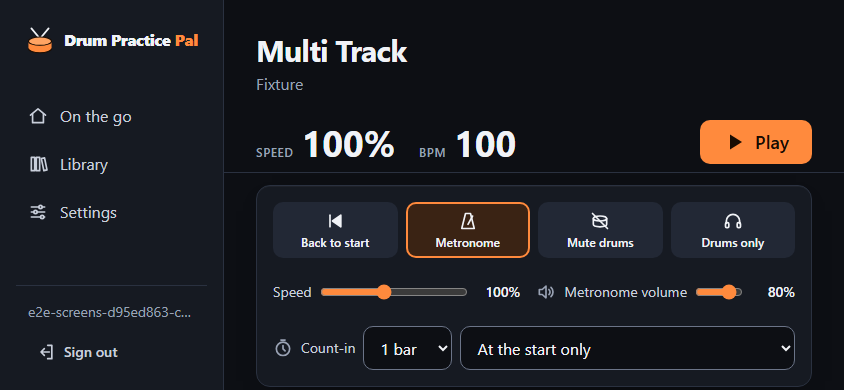 Drum Practice Pal
On the go
Library
Settings
e2e-screens-d95ed863-c...
Sign out
Multi Track
Fixture
SPEED 100% BPM 100
Play
Back to start
Metronome
Mute drums
Drums only
Speed 100% Metronome volume 80%
Count-in 1 bar At the start only